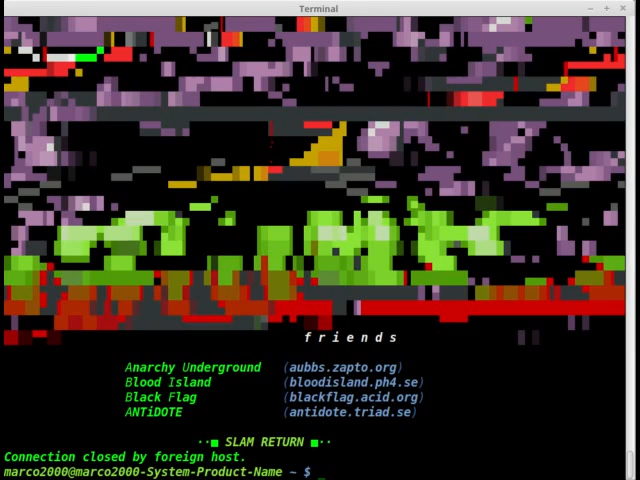 Terminal
friends
Anarchy Underground (aubbs.zapto.org)
Blood Island (bloodisland.ph4.se)
Black Flag (blackflag.acid.org)
ANTiDOTE (antidote.triad.se)
··■ SLAM RETURN ■··
Connection closed by foreign host.
marco2000@marco2000-System-Product-Name ~ $